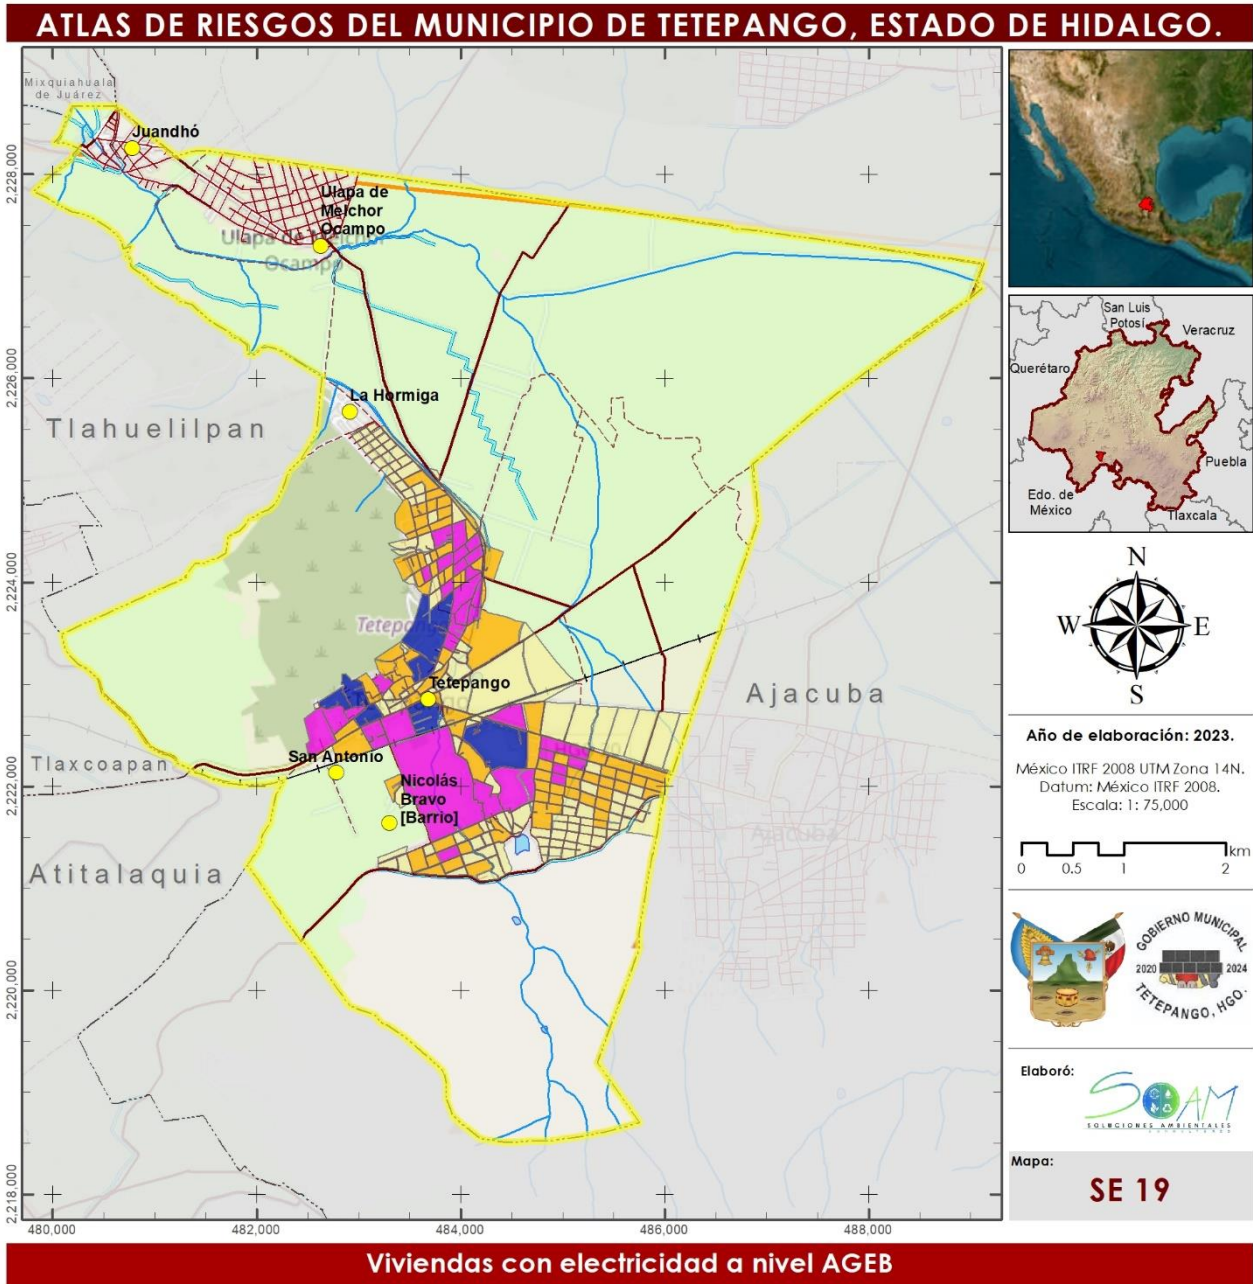 ATLAS DE RIESGOS DEL MUNICIPIO DE TETEPANGO, ESTADO DE HIDALGO.
Mixquiahuala
de Juárez
Juandhó
Ulapa de
Melchor
Ocampo
Ulapa de Melchor
Ocampo
La Hormiga
Tlahuelilpan
Tetepango
Tetepango
Ajacuba
San Antonio
Tlaxcoapan
Nicolás
Bravo
[Barrio]
Ajacuba
Atitalaquia
2,228,000
2,226,000
2,224,000
2,222,000
2,220,000
2,218,000
480,000
482,000
484,000
486,000
488,000
San Luis
Potosí
Veracruz
Querétaro
Puebla
Edo. de
México
Tlaxcala
N
W
E
S
Año de elaboración: 2023.
México ITRF 2008 UTM Zona 14N.
Datum: México ITRF 2008.
Escala: 1: 75,000
km
0 0.5 1 2
GOBIERNO MUNICIPAL
2020 2024
TETEPANGO, HGO.
Elaboró:
SOAM
SOLUCIONES AMBIENTALES
Mapa:
SE 19
Viviendas con electricidad a nivel AGEB